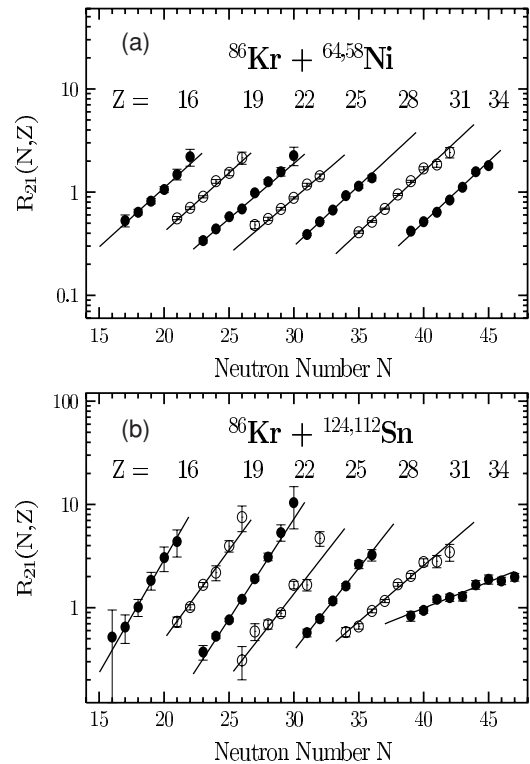 (a)
⁸⁶Kr + ⁶⁴,⁵⁸Ni
Z = 16 19 22 25 28 31 34
10
1
0.1
R₂₁(N,Z)
15 20 25 30 35 40 45
Neutron Number N
(b)
⁸⁶Kr + ¹²⁴,¹¹²Sn
Z = 16 19 22 25 28 31 34
100
10
1
R₂₁(N,Z)
15 20 25 30 35 40 45
Neutron Number N